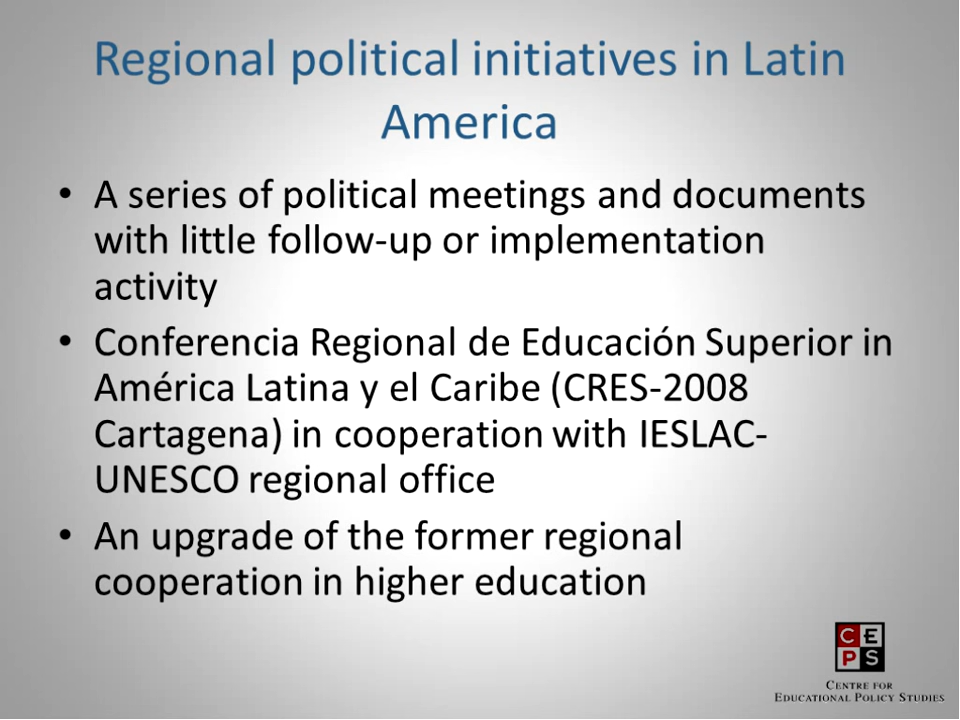 Regional political initiatives in Latin
America
• A series of political meetings and documents
with little follow-up or implementation
activity
• Conferencia Regional de Educación Superior in
América Latina y el Caribe (CRES-2008
Cartagena) in cooperation with IESLAC-
UNESCO regional office
• An upgrade of the former regional
cooperation in higher education
C E
P S
CENTRE FOR
EDUCATIONAL POLICY STUDIES